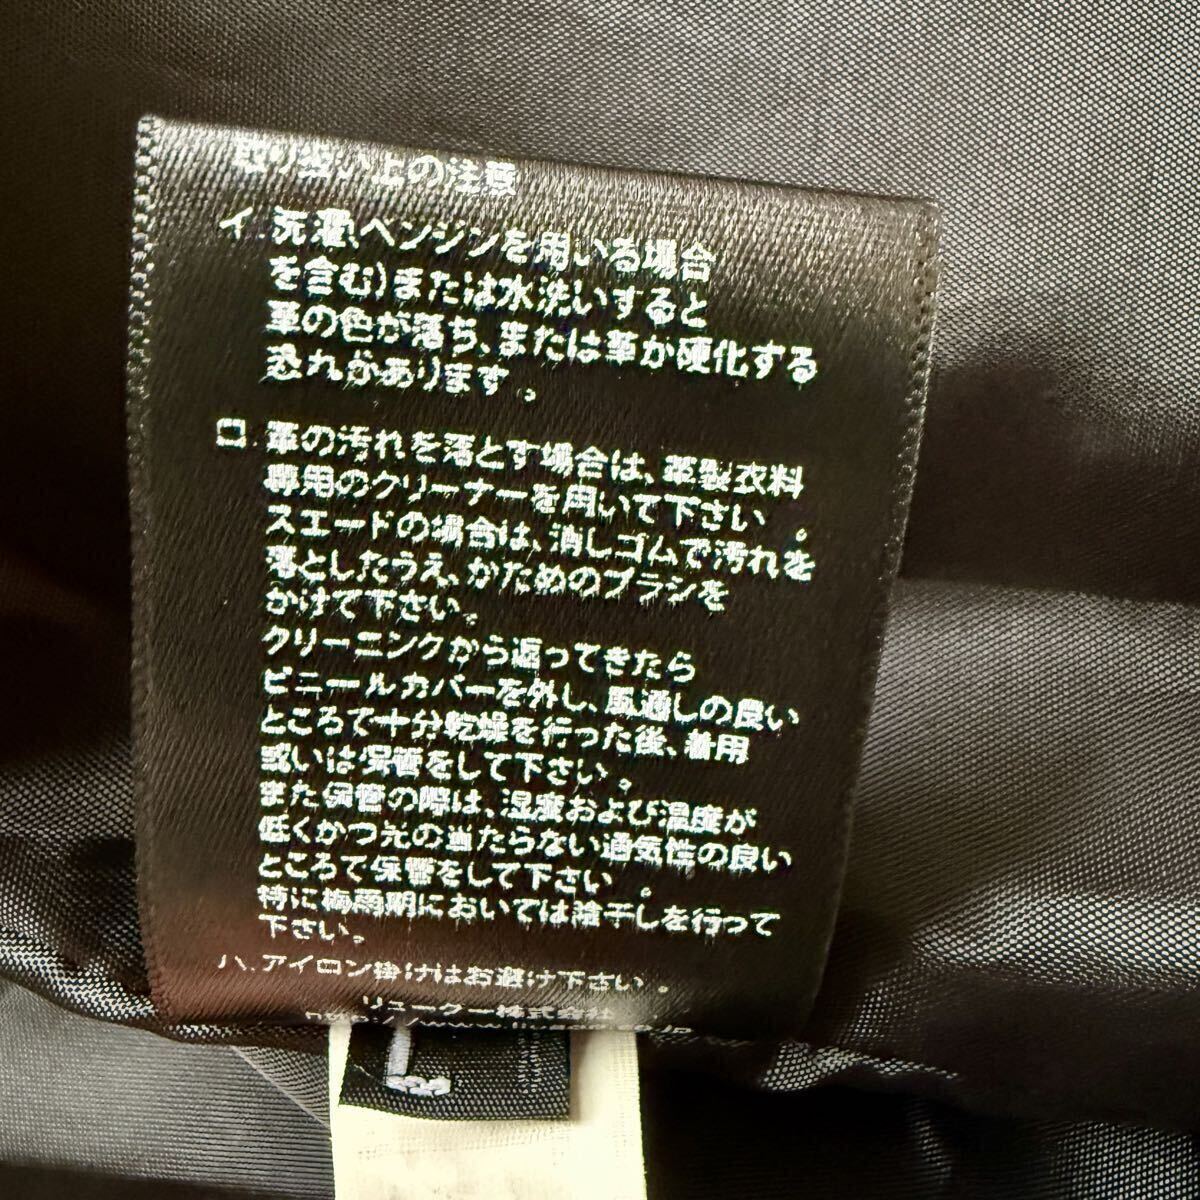 取り扱い上の注意
イ.洗濯、ベンジンを用いる場合
を含む)または水洗いすると
革の色が落ち、または革が硬化する
恐れがあります。
ロ.革の汚れを落とす場合は、革製衣料
専用のクリーナーを用いて下さい。
スエードの場合は、消しゴムで汚れを
落としたうえ、かためのブラシを
かけて下さい。
クリーニングから返ってきたら
ビニールカバーを外し、風通しの良い
ところで十分乾燥を行った後、着用
或いは保管をして下さい。
また保管の際は、湿度および温度が
低くかつ光の当たらない通気性の良い
ところで保管をして下さい。
特に梅雨期においては陰干しを行って
下さい。
ハ.アイロン掛けはお避け下さい。
リューグー株式会社
L